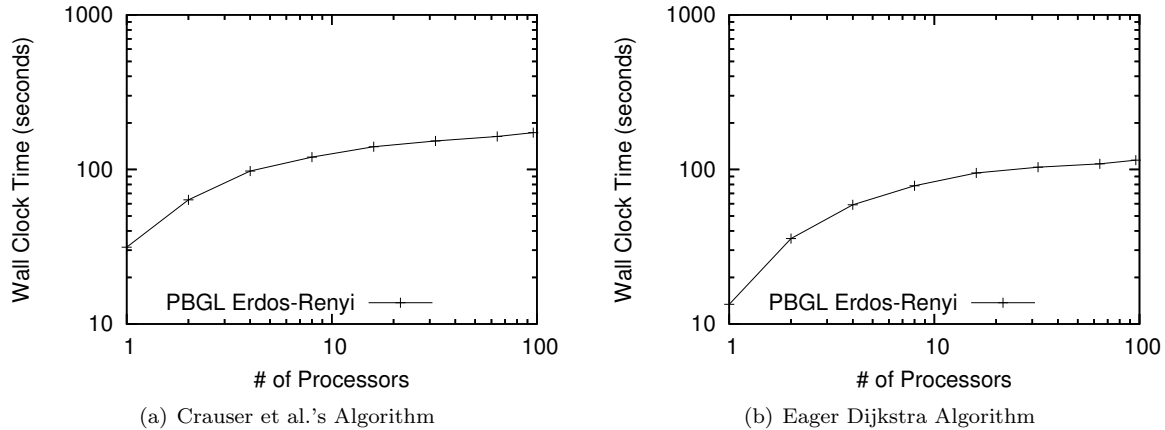 1000
100
10
1
10
100
Wall Clock Time (seconds)
# of Processors
PBGL Erdos-Renyi
(a) Crauser et al.'s Algorithm
1000
100
10
1
10
100
Wall Clock Time (seconds)
# of Processors
PBGL Erdos-Renyi
(b) Eager Dijkstra Algorithm